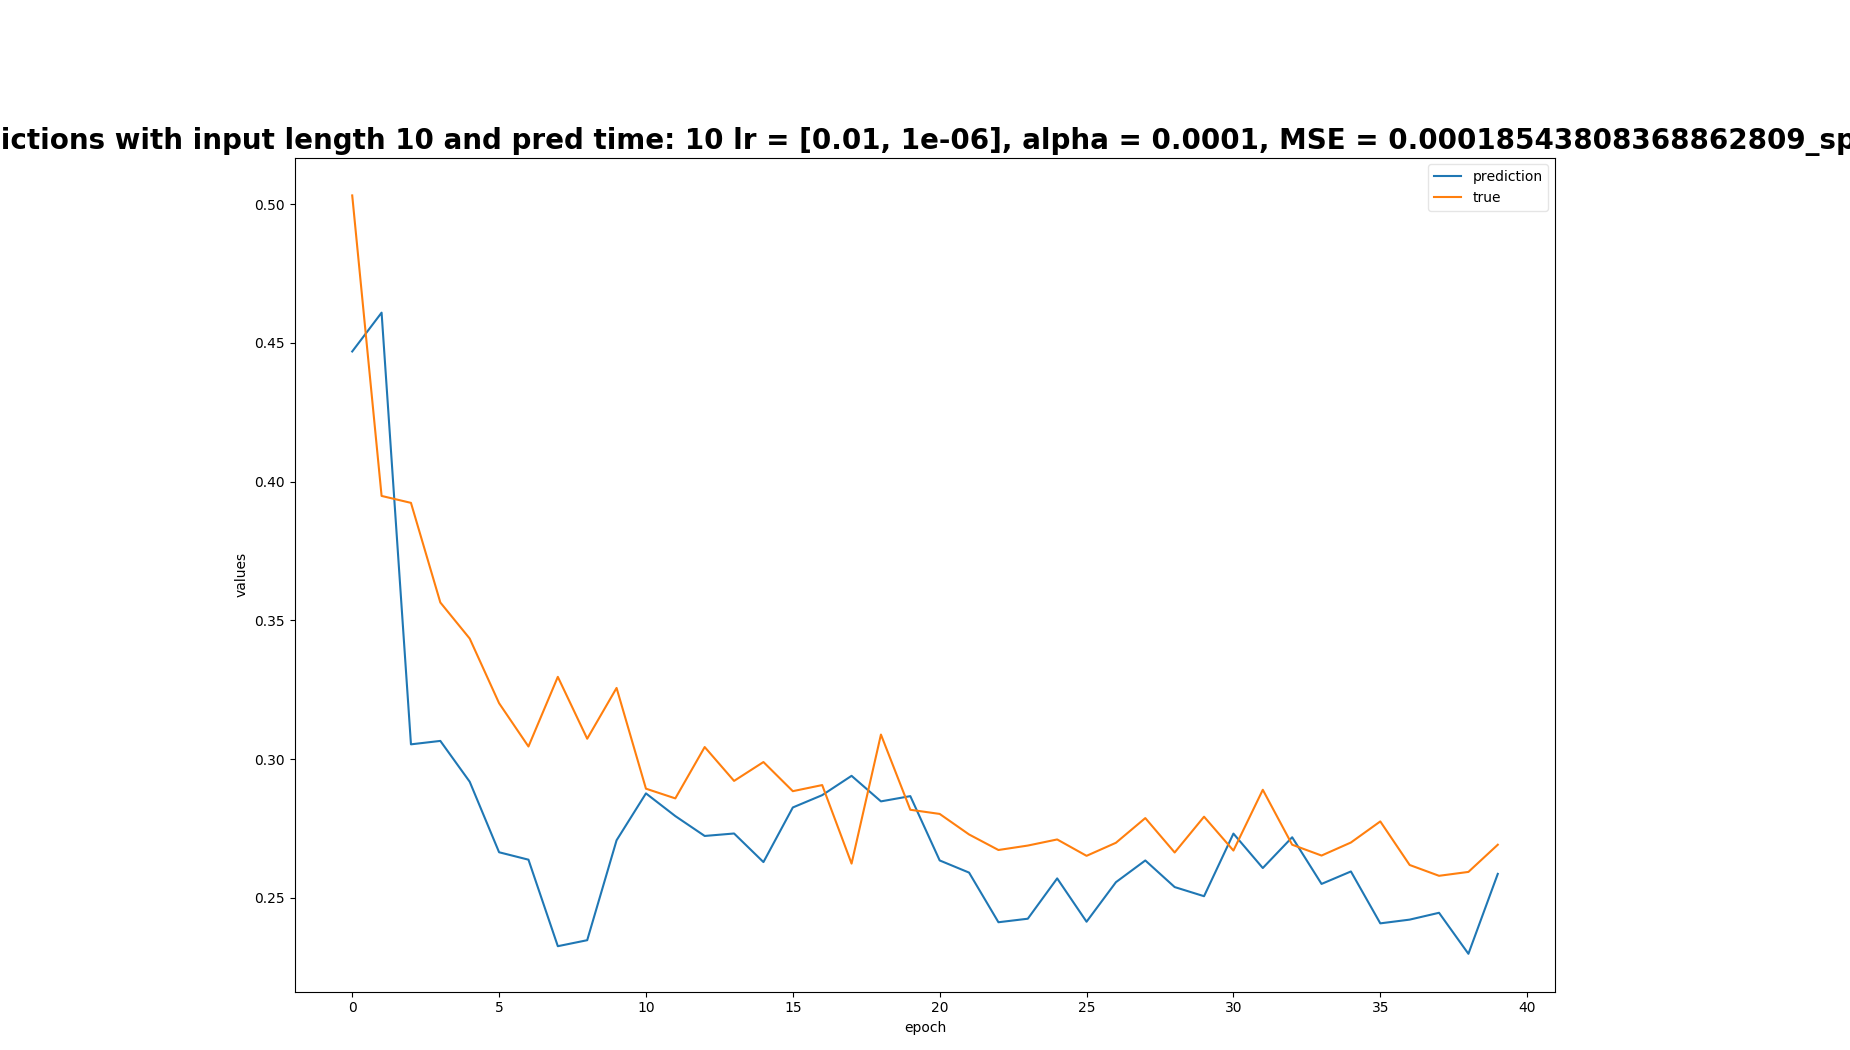 ictions with input length 10 and pred time: 10 lr = [0.01, 1e-06], alpha = 0.0001, MSE = 0.00018543808368862809_sp
prediction
true
0.50
0.45
0.40
0.35
0.30
0.25
values
0 5 10 15 20 25 30 35 40
epoch